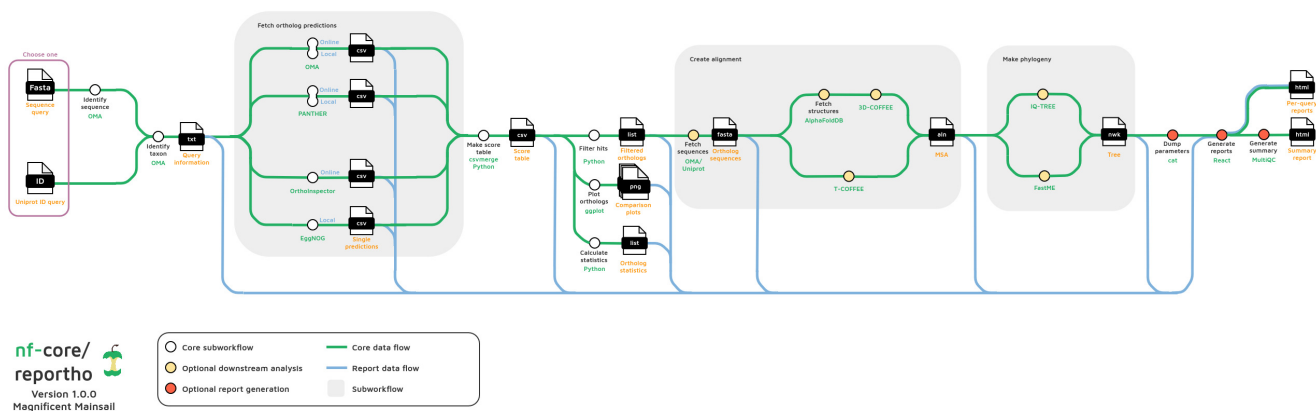 Choose one
Fasta
Sequence
query
ID
Uniprot ID query
Identify
sequence
OMA
Identify
taxon
OMA
txt
Query
information
Fetch ortholog predictions
Online
Local
OMA
csv
Online
Local
PANTHER
csv
Online
OrthoInspector
csv
Local
EggNOG
csv
Single
predictions
Make score
table
csvmerge
Python
csv
Score
table
Filter hits
Python
list
Filtered
orthologs
Plot
orthologs
ggplot
png
Comparison
plots
Calculate
statistics
Python
list
Ortholog
statistics
Fetch
sequences
OMA/
Uniprot
fasta
Ortholog
sequences
Create alignment
Fetch
structures
AlphaFoldDB
3D-COFFEE
T-COFFEE
aln
MSA
Make phylogeny
IQ-TREE
FastME
nwk
Tree
Dump
parameters
cat
Generate
reports
React
Generate
summary
MultiQC
html
Per-query
reports
html
Summary
report
nf-core/
reportho
Version 1.0.0
Magnificent Mainsail
Core subworkflow
Optional downstream analysis
Optional report generation
Core data flow
Report data flow
Subworkflow